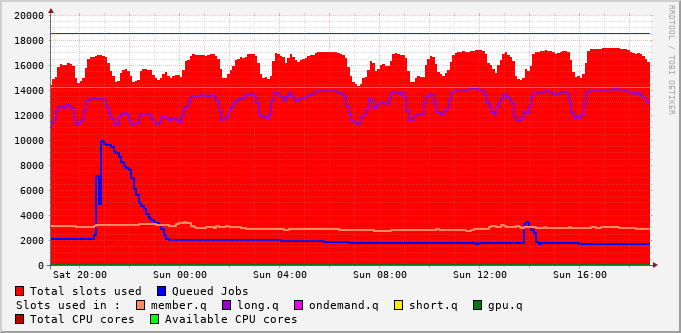 20000
18000
16000
14000
12000
10000
8000
6000
4000
2000
0
Sat 20:00 Sun 00:00 Sun 04:00 Sun 08:00 Sun 12:00 Sun 16:00
Total slots used Queued Jobs
Slots used in : member.q long.q ondemand.q short.q gpu.q
Total CPU cores Available CPU cores
RRDTOOL / TOBI OETIKER